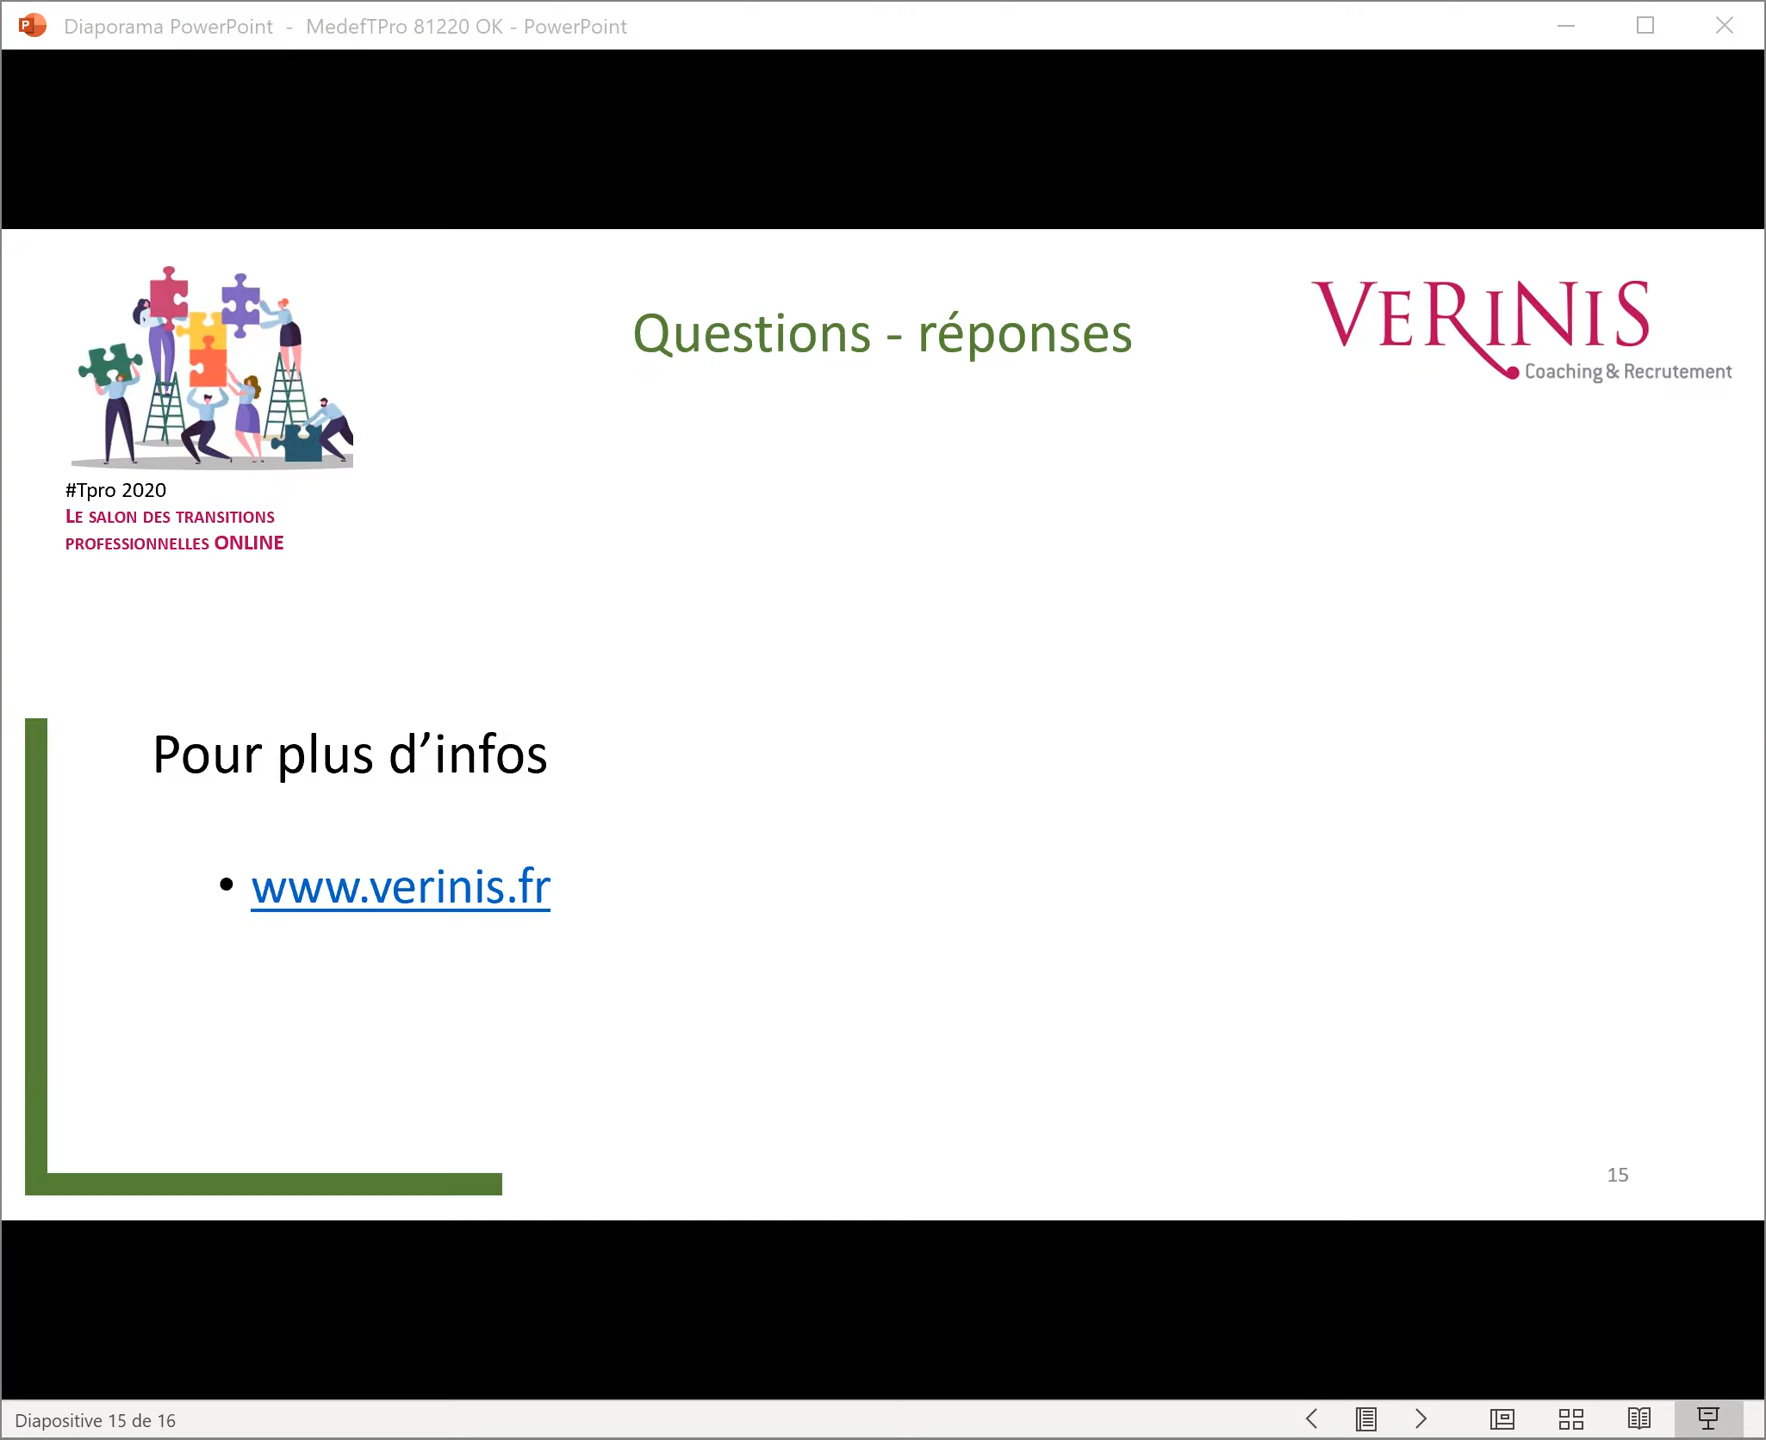 Diaporama PowerPoint - MedefTPro 81220 OK - PowerPoint
Questions - réponses
VERINIS
Coaching & Recrutement
#Tpro 2020
LE SALON DES TRANSITIONS
PROFESSIONNELLES ONLINE
Pour plus d’infos
• www.verinis.fr
15
Diapositive 15 de 16